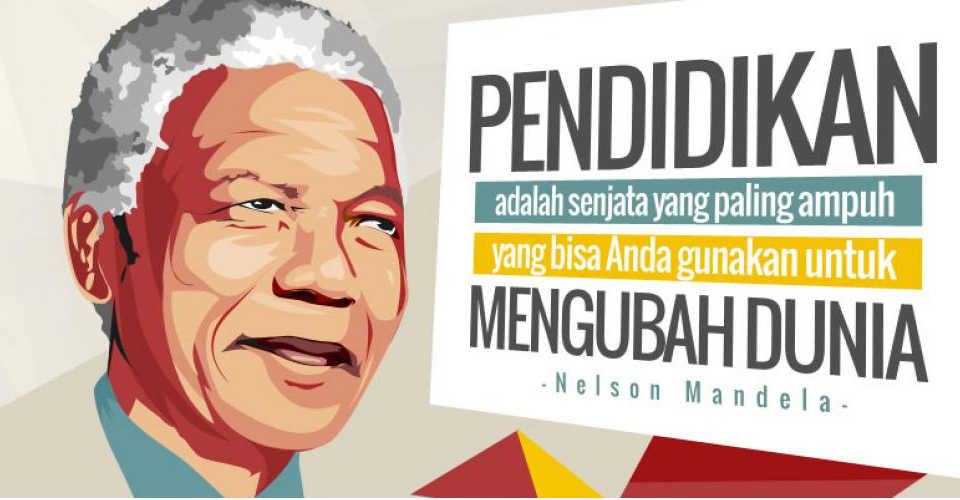 PENDIDIKAN
adalah senjata yang paling ampuh
yang bisa Anda gunakan untuk
MENGUBAH DUNIA
-Nelson Mandela-